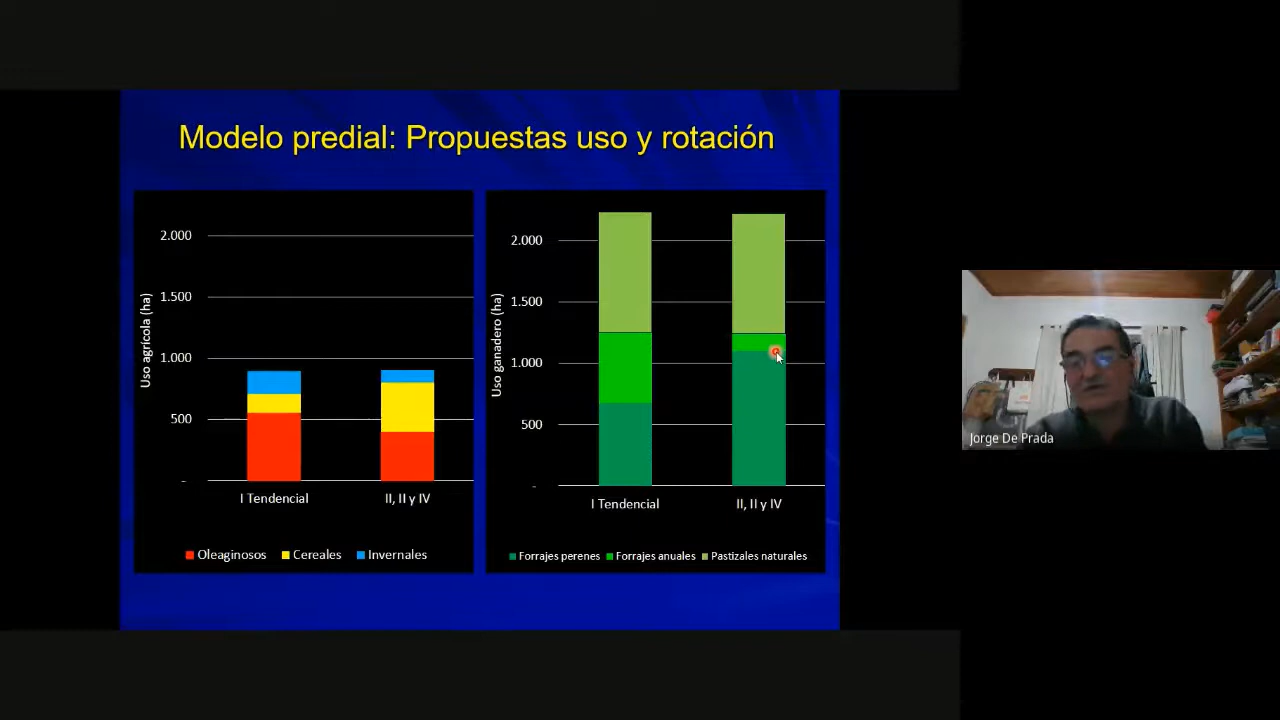 Modelo predial: Propuestas uso y rotación
Uso agrícola (ha)
2.000
1.500
1.000
500
-
I Tendencial
II, II y IV
Oleaginosos
Cereales
Invernales
Uso ganadero (ha)
2.000
1.500
1.000
500
-
I Tendencial
II, II y IV
Forrajes perenes
Forrajes anuales
Pastizales naturales
Jorge De Prada